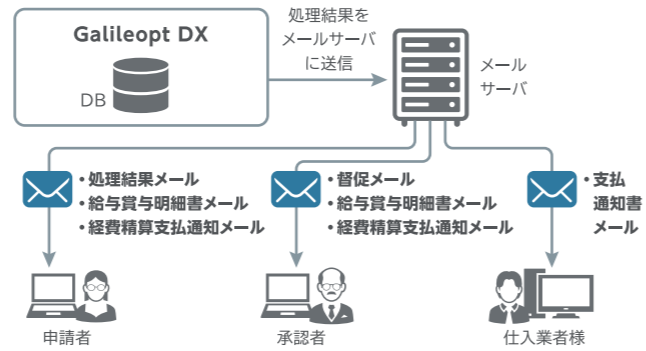 Galileopt DX
DB
処理結果を
メールサーバ
に送信
メール
サーバ
・処理結果メール
・給与賞与明細書メール
・経費精算支払通知メール
・督促メール
・給与賞与明細書メール
・経費精算支払通知メール
・支払
通知書
メール
申請者
承認者
仕入業者様